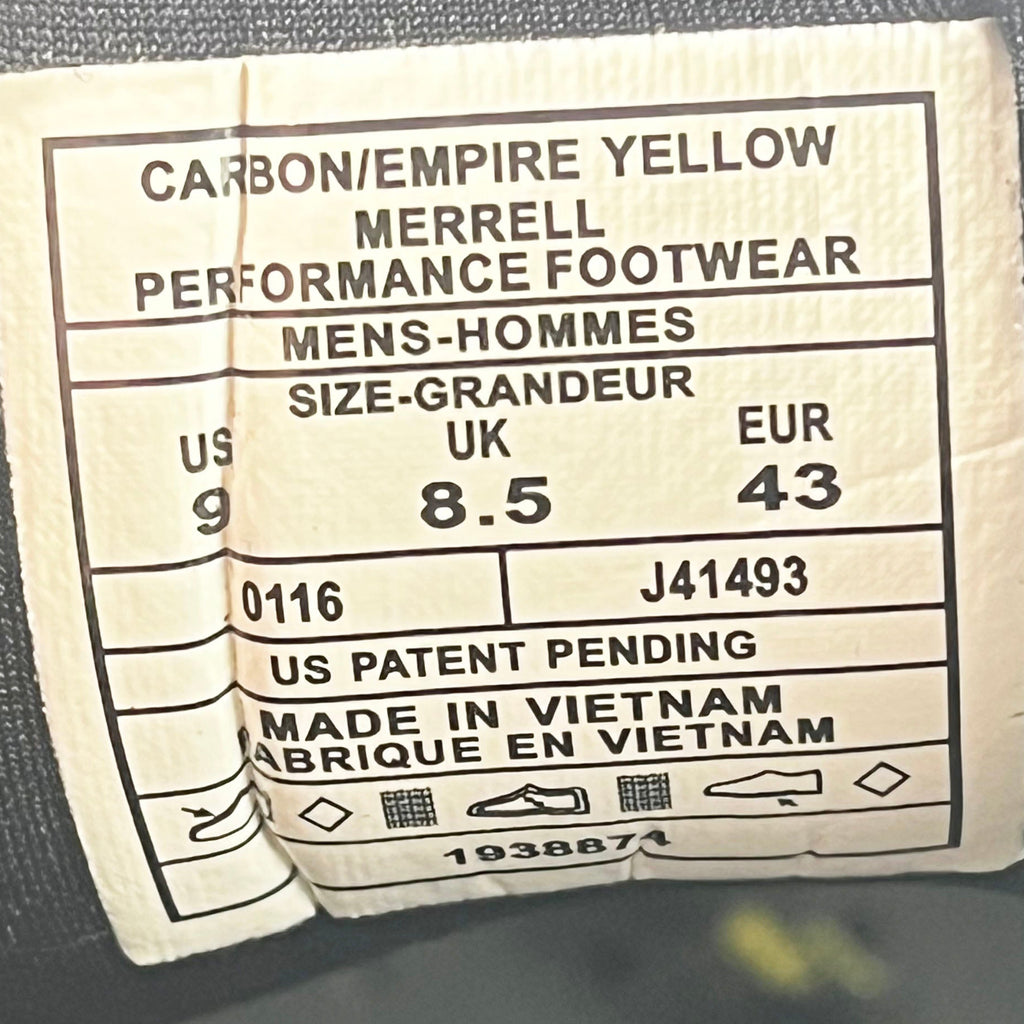 CARBON/EMPIRE YELLOW
MERRELL
PERFORMANCE FOOTWEAR
MENS-HOMMES
SIZE-GRANDEUR
US UK EUR
9 8.5 43
0116 J41493
US PATENT PENDING
MADE IN VIETNAM
FABRIQUE EN VIETNAM
1938874